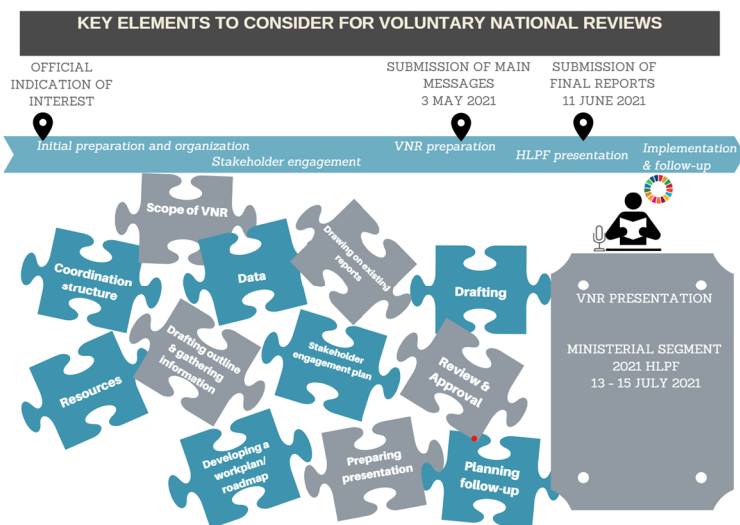 KEY ELEMENTS TO CONSIDER FOR VOLUNTARY NATIONAL REVIEWS
OFFICIAL
INDICATION OF
INTEREST
SUBMISSION OF MAIN
MESSAGES
3 MAY 2021
SUBMISSION OF
FINAL REPORTS
11 JUNE 2021
Initial preparation and organization
Stakeholder engagement
VNR preparation
HLPF presentation
Implementation
& follow-up
Scope of VNR
Coordination
structure
Data
Drawing on existing
reports
Drafting
Resources
Drafting outline
& gathering
information
Stakeholder
engagement plan
Review &
Approval
Developing a
workplan/
roadmap
Preparing
presentation
Planning
follow-up
VNR PRESENTATION
MINISTERIAL SEGMENT
2021 HLPF
13 - 15 JULY 2021